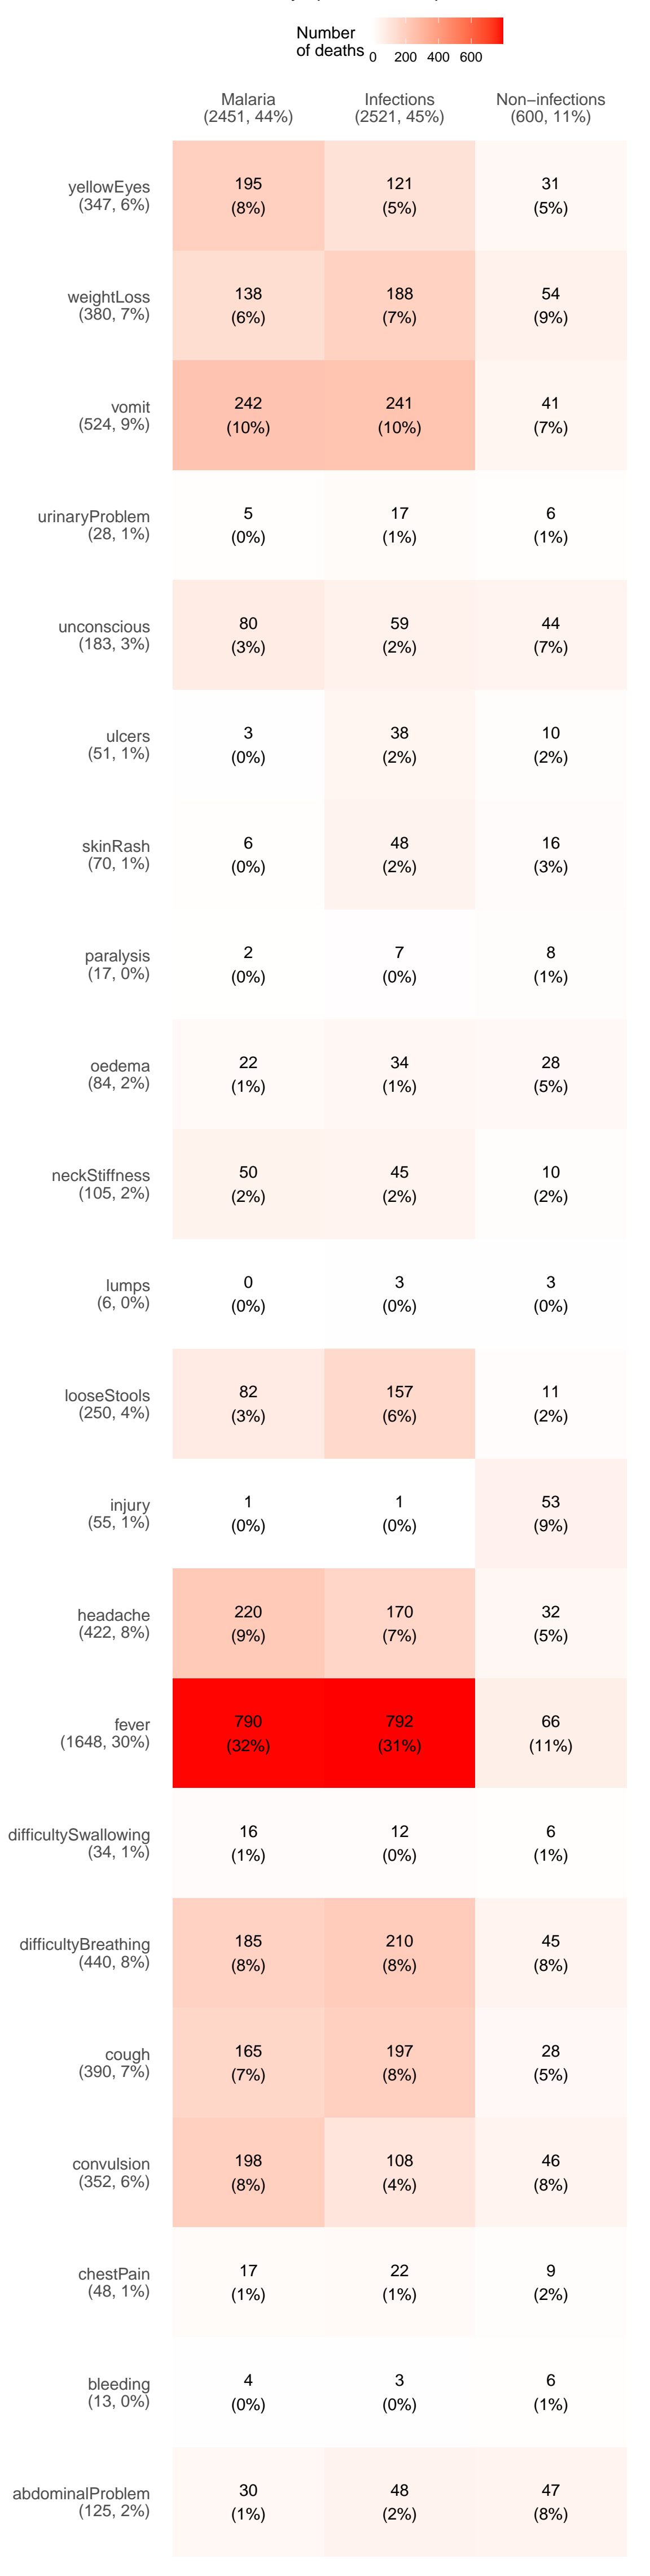 Number
of deaths
0 200 400 600
Malaria Infections Non−infections
(2451, 44%) (2521, 45%) (600, 11%)
yellowEyes 195 121 31
(347, 6%) (8%) (5%) (5%)
weightLoss 138 188 54
(380, 7%) (6%) (7%) (9%)
vomit 242 241 41
(524, 9%) (10%) (10%) (7%)
urinaryProblem 5 17 6
(28, 1%) (0%) (1%) (1%)
unconscious 80 59 44
(183, 3%) (3%) (2%) (7%)
ulcers 3 38 10
(51, 1%) (0%) (2%) (2%)
skinRash 6 48 16
(70, 1%) (0%) (2%) (3%)
paralysis 2 7 8
(17, 0%) (0%) (0%) (1%)
oedema 22 34 28
(84, 2%) (1%) (1%) (5%)
neckStiffness 50 45 10
(105, 2%) (2%) (2%) (2%)
lumps 0 3 3
(6, 0%) (0%) (0%) (0%)
looseStools 82 157 11
(250, 4%) (3%) (6%) (2%)
injury 1 1 53
(55, 1%) (0%) (0%) (9%)
headache 220 170 32
(422, 8%) (9%) (7%) (5%)
fever 790 792 66
(1648, 30%) (32%) (31%) (11%)
difficultySwallowing 16 12 6
(34, 1%) (1%) (0%) (1%)
difficultyBreathing 185 210 45
(440, 8%) (8%) (8%) (8%)
cough 165 197 28
(390, 7%) (7%) (8%) (5%)
convulsion 198 108 46
(352, 6%) (8%) (4%) (8%)
chestPain 17 22 9
(48, 1%) (1%) (1%) (2%)
bleeding 4 3 6
(13, 0%) (0%) (0%) (1%)
abdominalProblem 30 48 47
(125, 2%) (1%) (2%) (8%)